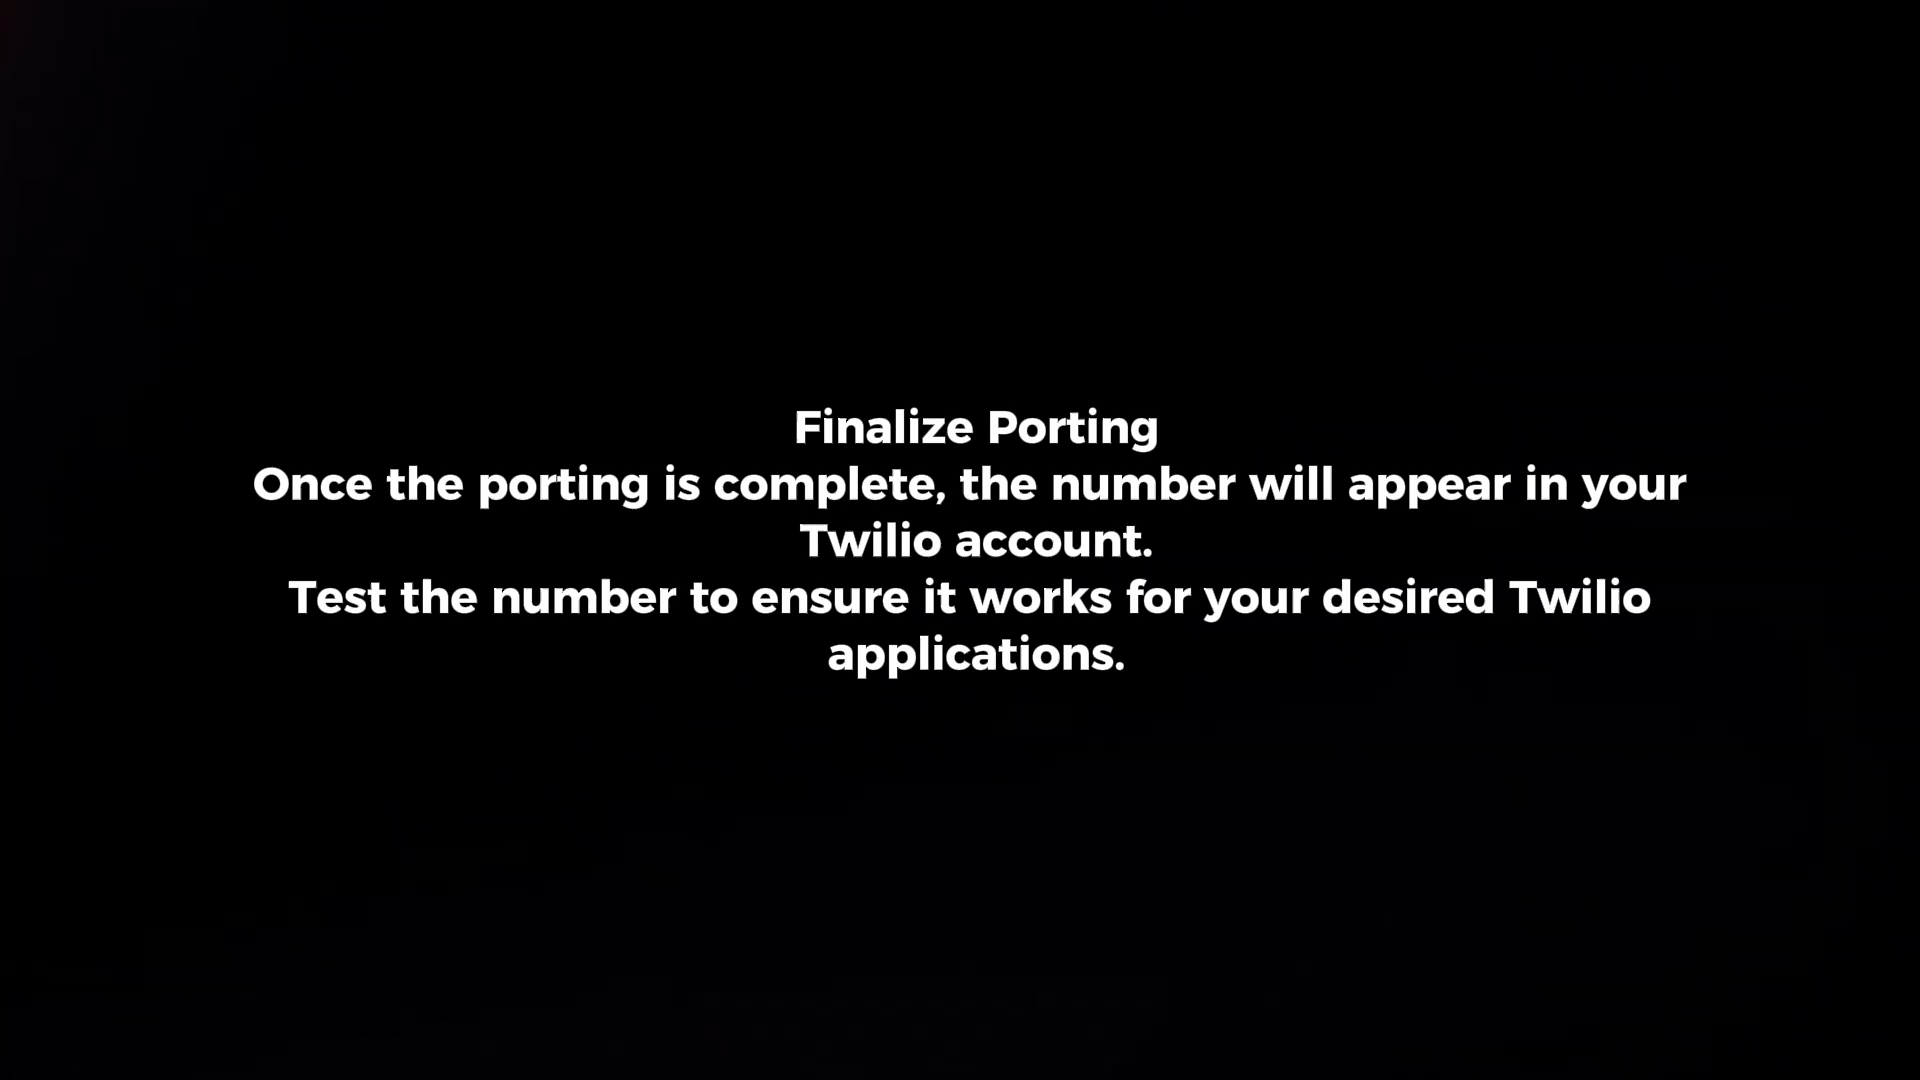 Finalize Porting
Once the porting is complete, the number will appear in your
Twilio account.
Test the number to ensure it works for your desired Twilio
applications.